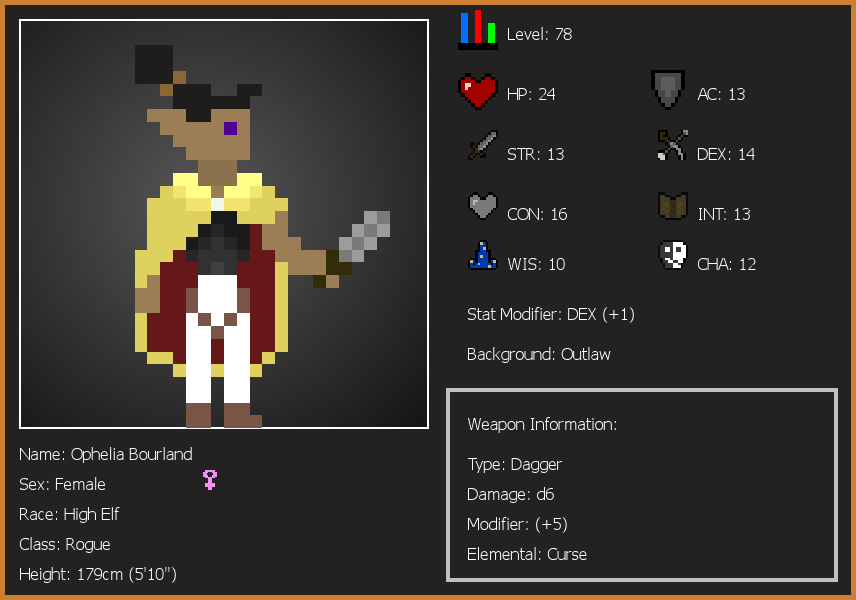 Level: 78
HP: 24
AC: 13
STR: 13
DEX: 14
CON: 16
INT: 13
WIS: 10
CHA: 12
Stat Modifier: DEX (+1)
Background: Outlaw
Weapon Information:
Type: Dagger
Damage: d6
Modifier: (+5)
Elemental: Curse
Name: Ophelia Bourland
Sex: Female
Race: High Elf
Class: Rogue
Height: 179cm (5'10")